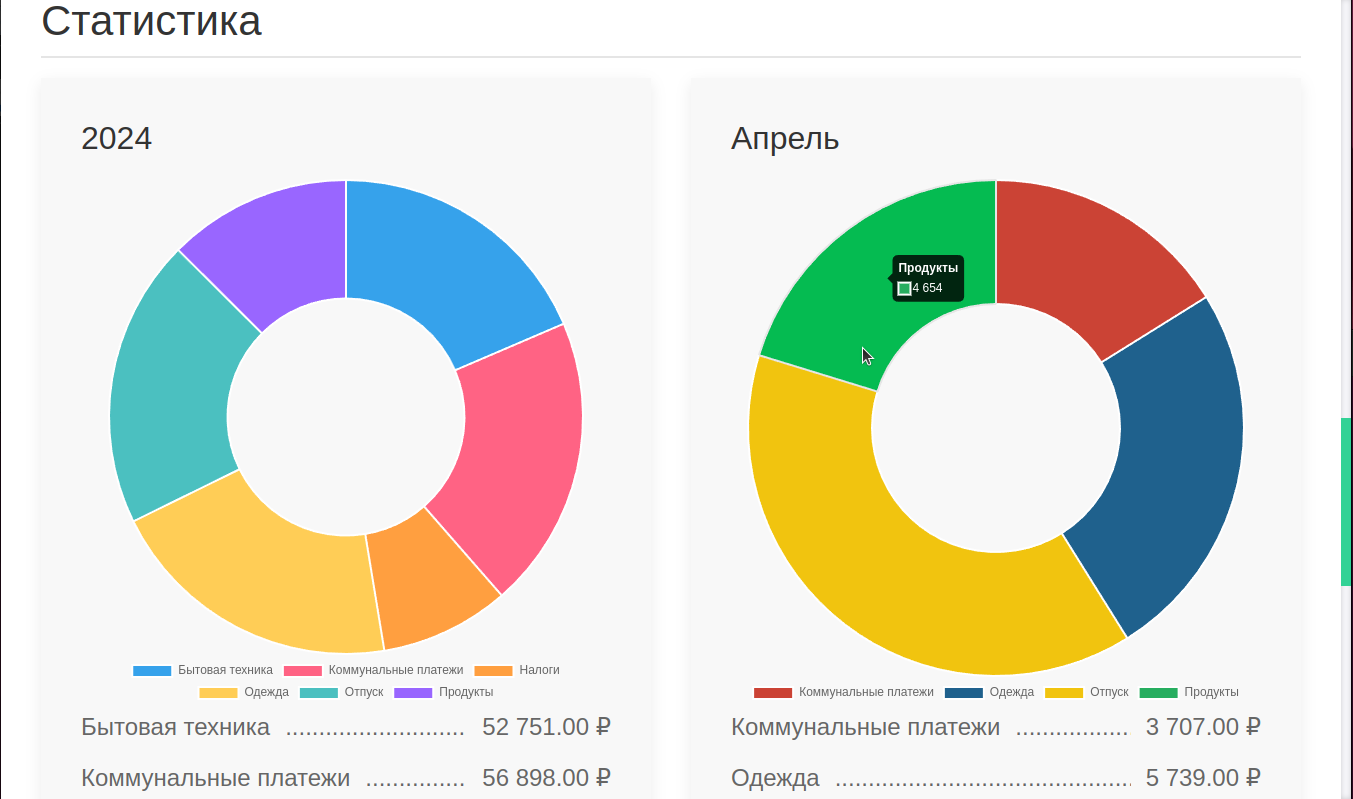 Статистика
2024
Бытовая техника Коммунальные платежи Налоги
Одежда Отпуск Продукты
Бытовая техника ........................... 52 751.00 ₽
Коммунальные платежи ............... 56 898.00 ₽
Апрель
Продукты
4 654
Коммунальные платежи Одежда Отпуск Продукты
Коммунальные платежи ................. 3 707.00 ₽
Одежда ............................................. 5 739.00 ₽